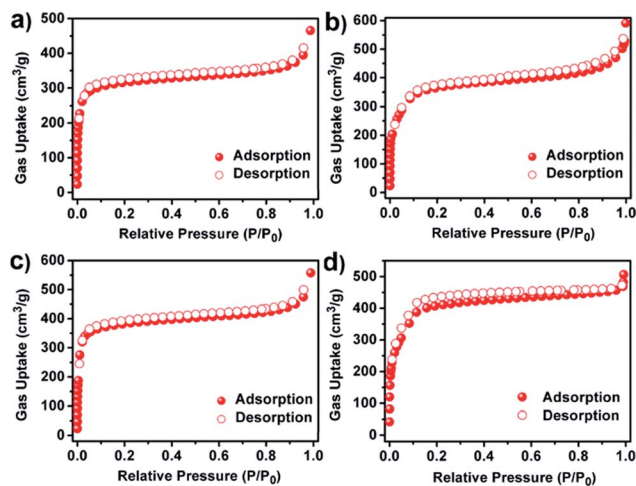 a)
500
400
300
200
100
0
Gas Uptake (cm³/g)
Adsorption
Desorption
0.0 0.2 0.4 0.6 0.8 1.0
Relative Pressure (P/P₀)
b)
600
500
400
300
200
100
0
Gas Uptake (cm³/g)
Adsorption
Desorption
0.0 0.2 0.4 0.6 0.8 1.0
Relative Pressure (P/P₀)
c)
600
500
400
300
200
100
0
Gas Uptake (cm³/g)
Adsorption
Desorption
0.0 0.2 0.4 0.6 0.8 1.0
Relative Pressure (P/P₀)
d)
500
400
300
200
100
0
Gas Uptake (cm³/g)
Adsorption
Desorption
0.0 0.2 0.4 0.6 0.8 1.0
Relative Pressure (P/P₀)